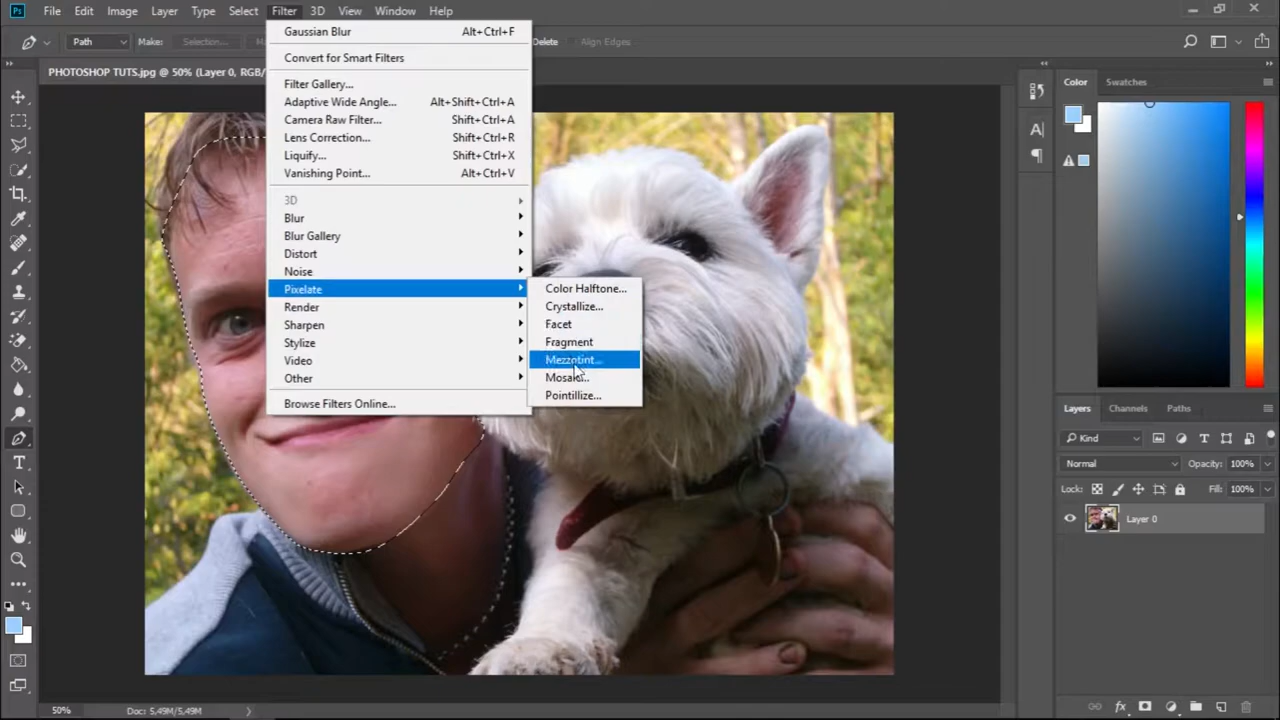 Ps File Edit Image Layer Type Select Filter 3D View Window Help
Path Make: Selection... Delete Align Edges
PHOTOSHOP TUTS.jpg @ 50% (Layer 0, RGB/
Gaussian Blur Alt+Ctrl+F
Convert for Smart Filters
Filter Gallery...
Adaptive Wide Angle... Alt+Shift+Ctrl+A
Camera Raw Filter... Shift+Ctrl+A
Lens Correction... Shift+Ctrl+R
Liquify... Shift+Ctrl+X
Vanishing Point... Alt+Ctrl+V
3D
Blur
Blur Gallery
Distort
Noise
Pixelate
Render
Sharpen
Stylize
Video
Other
Browse Filters Online...
Color Halftone...
Crystallize...
Facet
Fragment
Mezzotint...
Mosaic...
Pointillize...
Color Swatches
Layers Channels Paths
Kind
Normal Opacity: 100%
Lock: Fill: 100%
Layer 0
50% Doc: 5.49M/5.49M